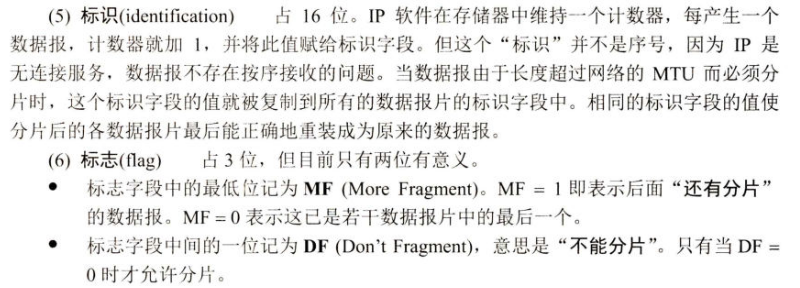 (5) 标识(identification) 占 16 位。IP 软件在存储器中维持一个计数器，每产生一个
数据报，计数器就加 1，并将此值赋给标识字段。但这个“标识”并不是序号，因为 IP 是
无连接服务，数据报不存在按序接收的问题。当数据报由于长度超过网络的 MTU 而必须分
片时，这个标识字段的值就被复制到所有的数据报片的标识字段中。相同的标识字段的值使
分片后的各数据报片最后能正确地重装成为原来的数据报。
(6) 标志(flag) 占 3 位，但目前只有两位有意义。
● 标志字段中的最低位记为 MF (More Fragment)。MF = 1 即表示后面“还有分片”
的数据报。MF = 0 表示这已是若干数据报片中的最后一个。
● 标志字段中间的一位记为 DF (Don't Fragment)，意思是“不能分片”。只有当 DF =
0 时才允许分片。